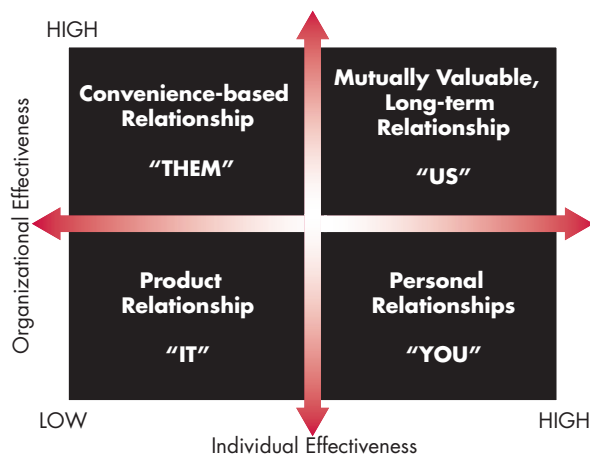 HIGH
Convenience-based
Relationship
“THEM”
Mutually Valuable,
Long-term
Relationship
“US”
Organizational Effectiveness
Product
Relationship
“IT”
Personal
Relationships
“YOU”
LOW
HIGH
Individual Effectiveness